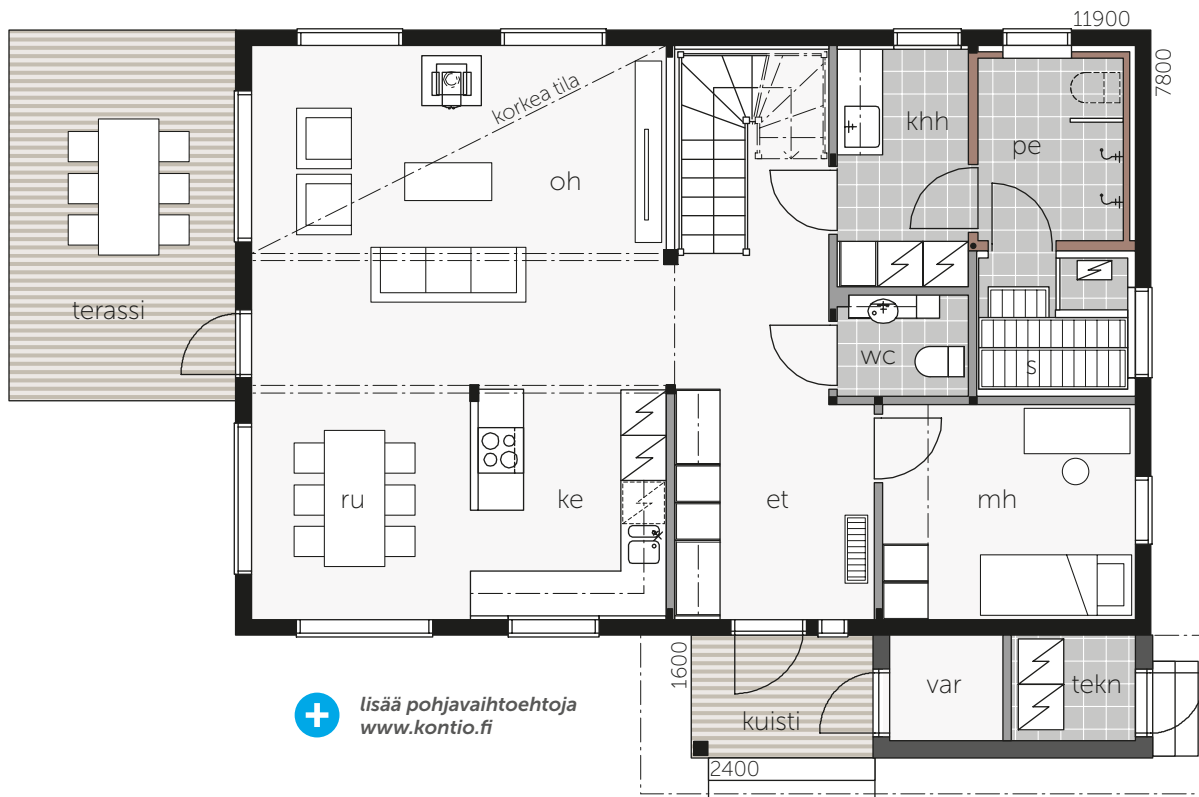 11900
7800
korkea tila
oh
khh
pe
terassi
wc
s
ru
ke
et
mh
1600
kuisti
var
tekn
2400
lisää pohjavaihtoehtoja
www.kontio.fi